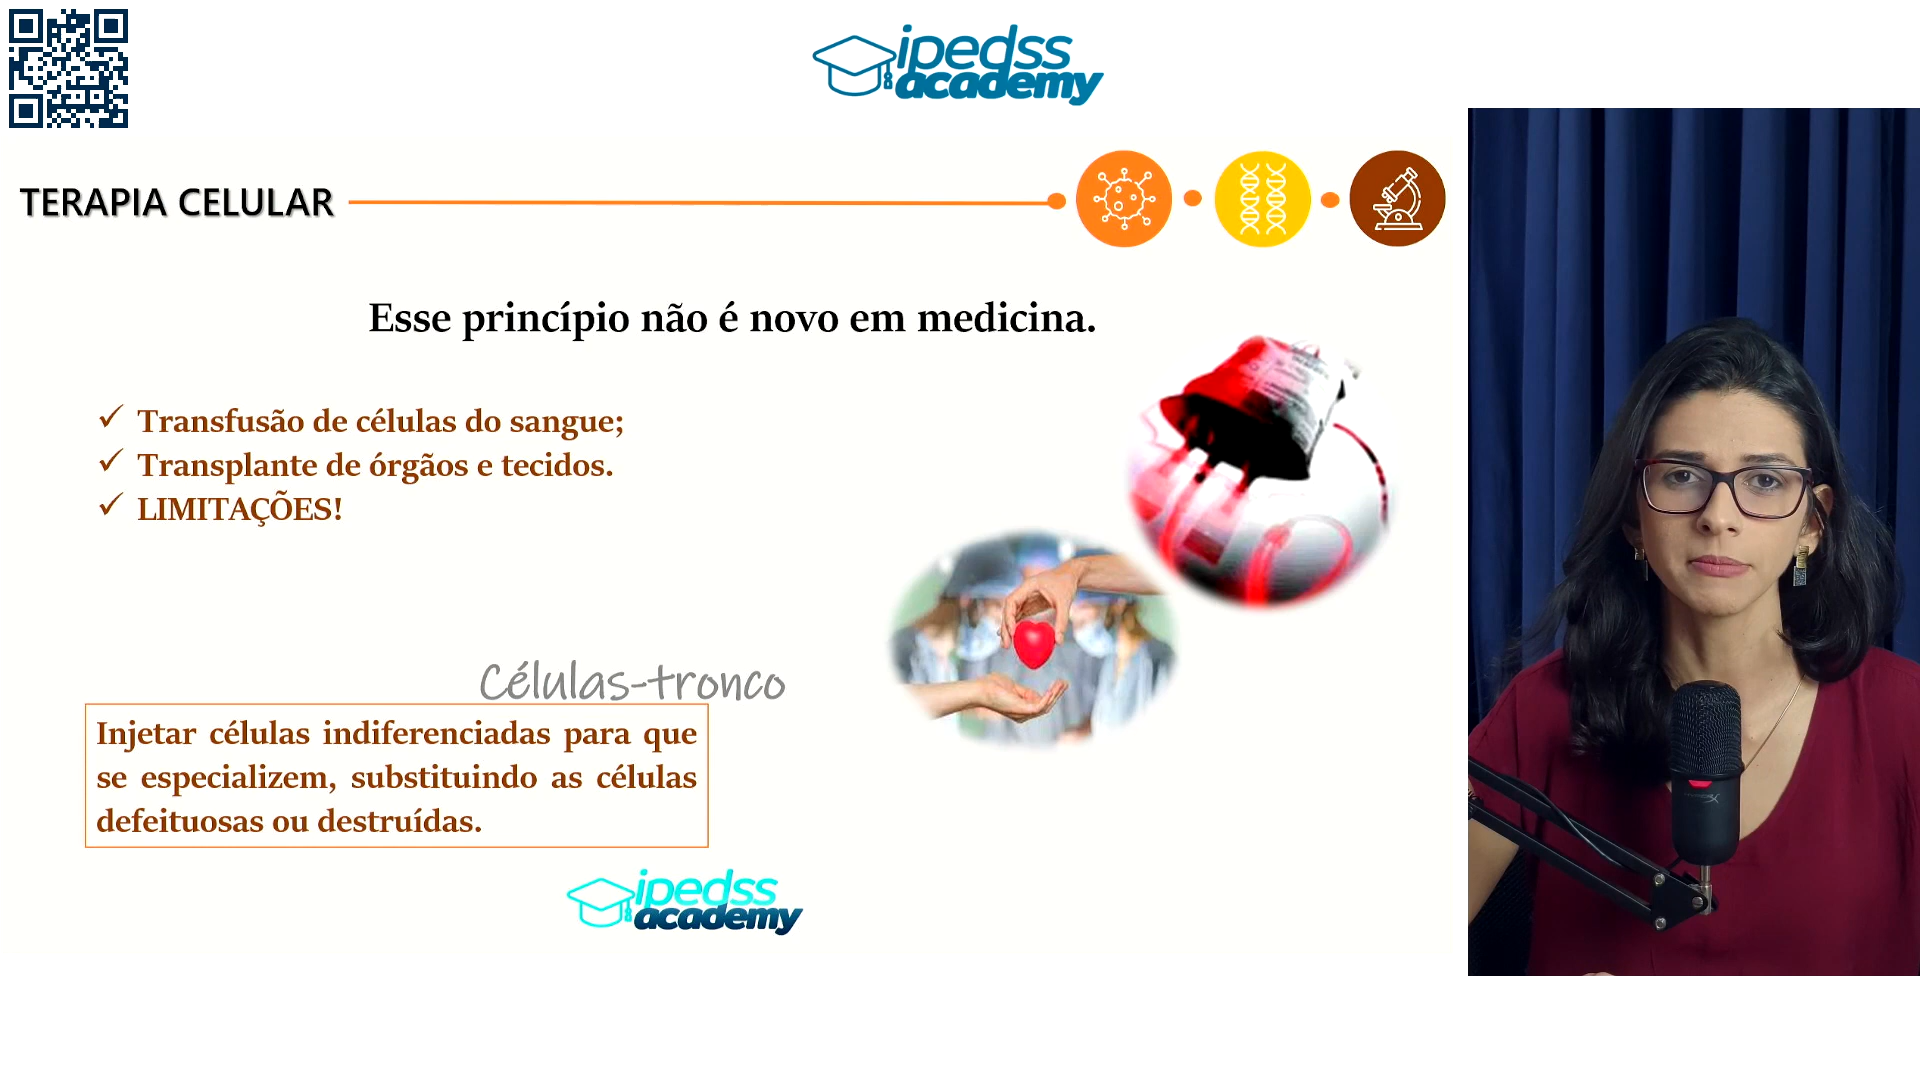 ipedss
academy
TERAPIA CELULAR
Esse princípio não é novo em medicina.
✓ Transfusão de células do sangue;
✓ Transplante de órgãos e tecidos.
✓ LIMITAÇÕES!
Células-tronco
Injetar células indiferenciadas para que
se especializem, substituindo as células
defeituosas ou destruídas.
ipedss
academy